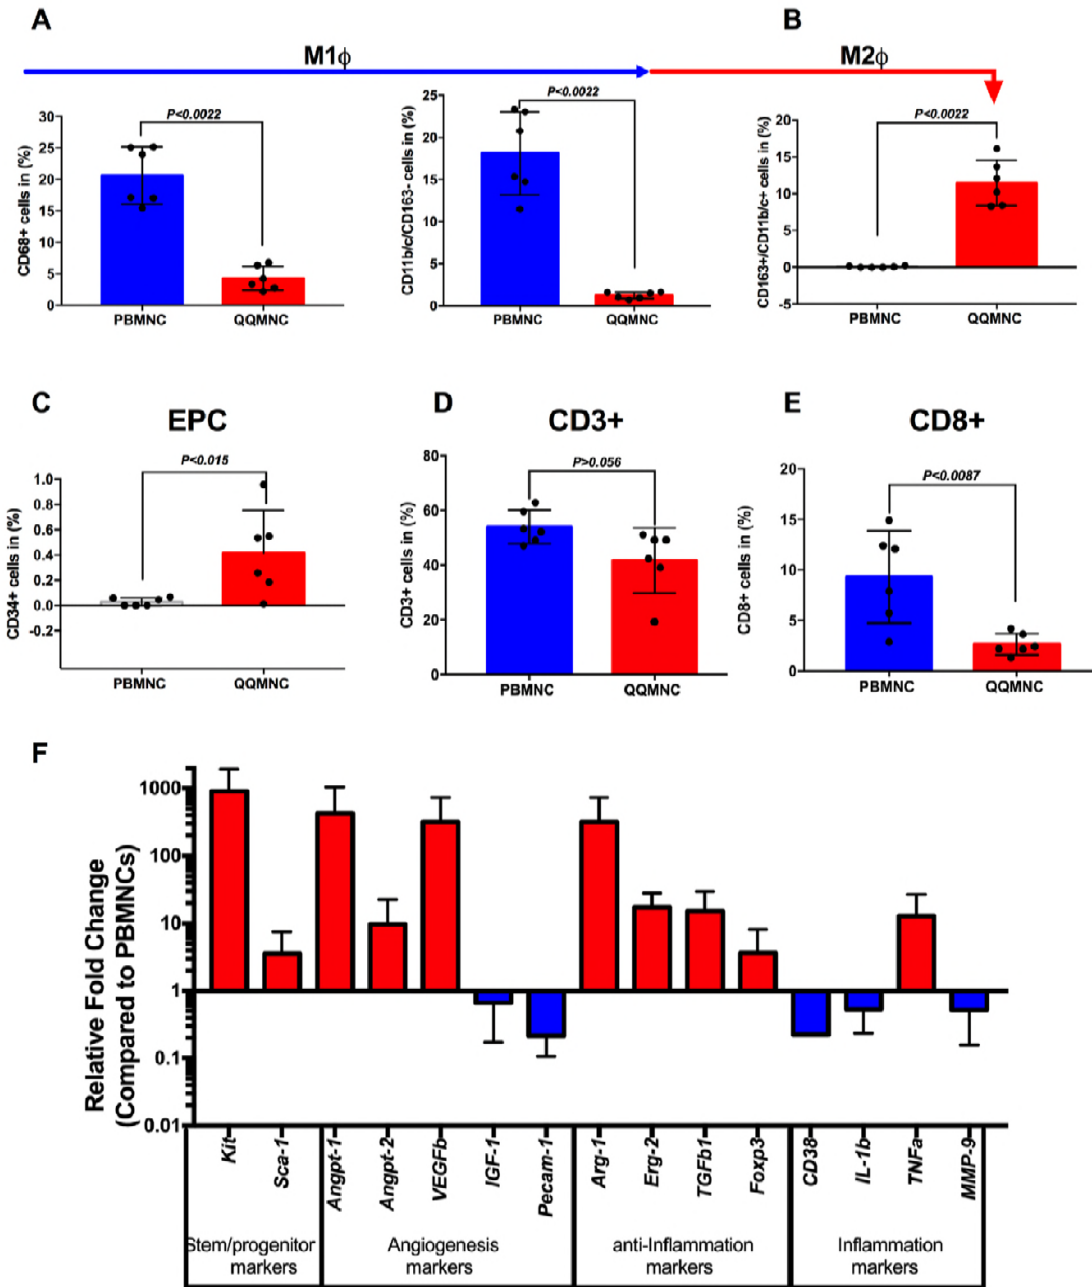 A
B
M1ϕ
M2ϕ
P<0.0022
30
25
20
15
10
5
0
CD68+ cells in (%)
PBMNC
QQMNC
P<0.0022
25
20
15
10
5
0
CD11b/c/CD163- cells in (%)
PBMNC
QQMNC
P<0.0022
20
15
10
5
0
-5
CD163+/CD11b/c+ cells in (%)
PBMNC
QQMNC
C
EPC
P<0.015
1.0
0.8
0.6
0.4
0.2
0.0
-0.2
CD34+ cells in (%)
PBMNC
QQMNC
D
CD3+
P>0.056
80
60
40
20
0
CD3+ cells in (%)
PBMNC
QQMNC
E
CD8+
P<0.0087
20
15
10
5
0
CD8+ cells in (%)
PBMNC
QQMNC
F
Relative Fold Change
(Compared to PBMNCs)
1000
100
10
1
0.1
0.01
Kit
Sca-1
Angpt-1
Angpt-2
VEGFb
IGF-1
Pecam-1
Arg-1
Erg-2
TGFb1
Foxp3
CD38
IL-1b
TNFa
MMP-9
Stem/progenitor
markers
Angiogenesis
markers
anti-Inflammation
markers
Inflammation
markers